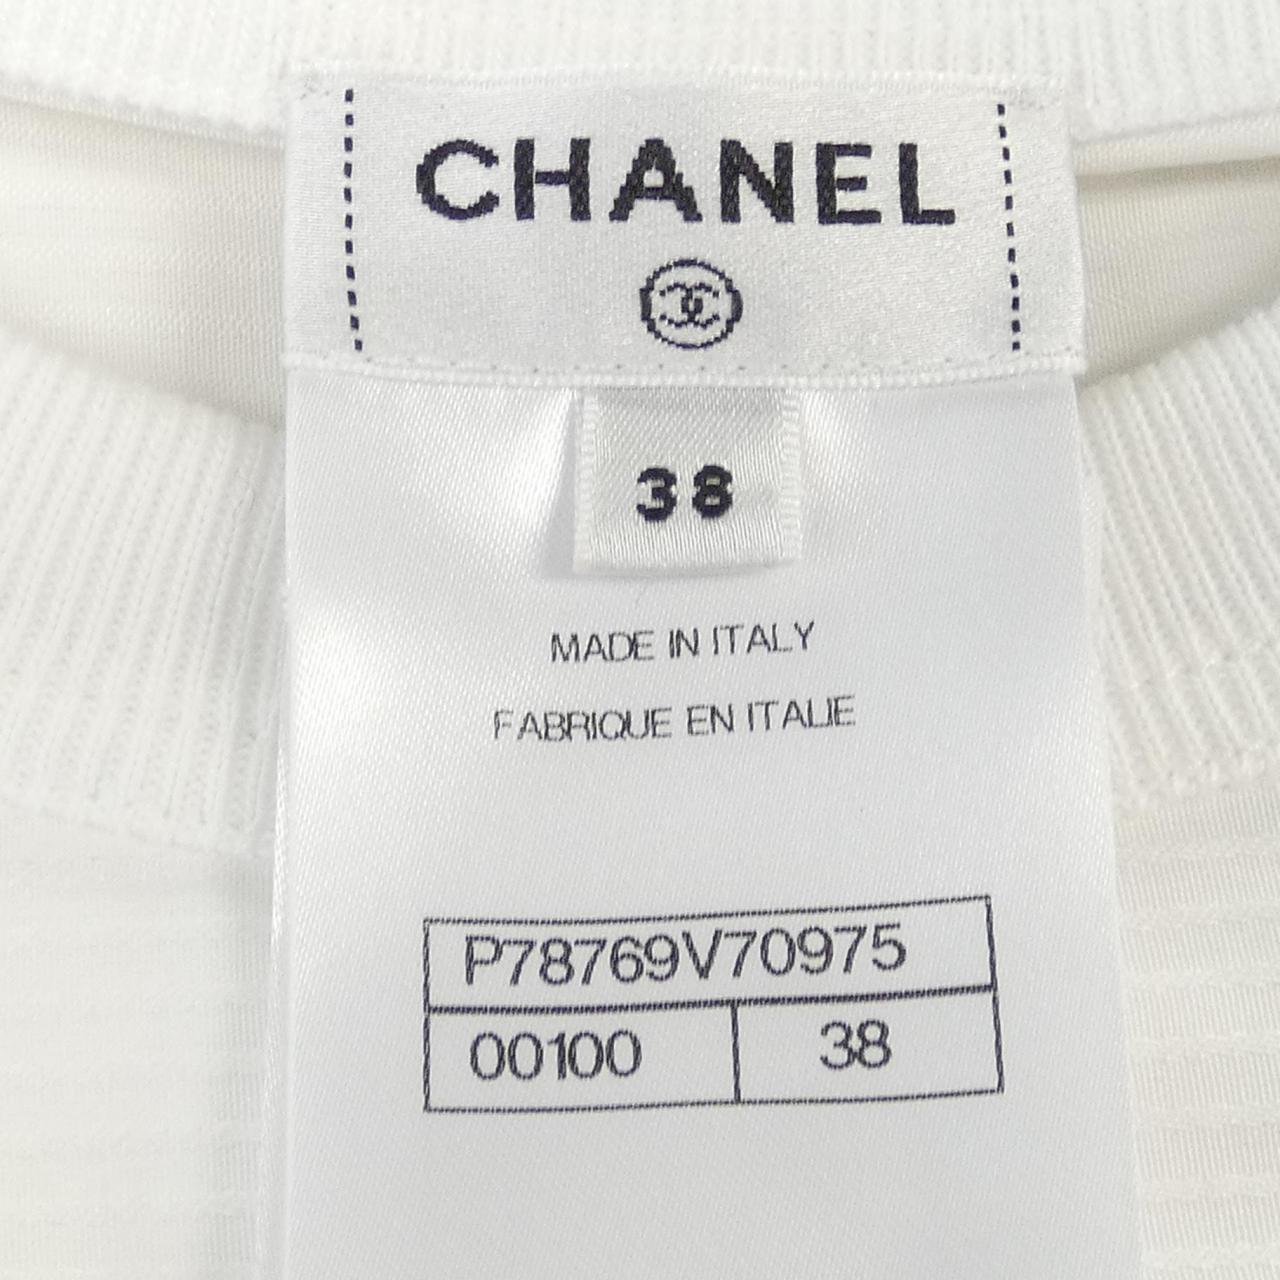 CHANEL
38
MADE IN ITALY
FABRIQUE EN ITALIE
P78769V70975
00100 38